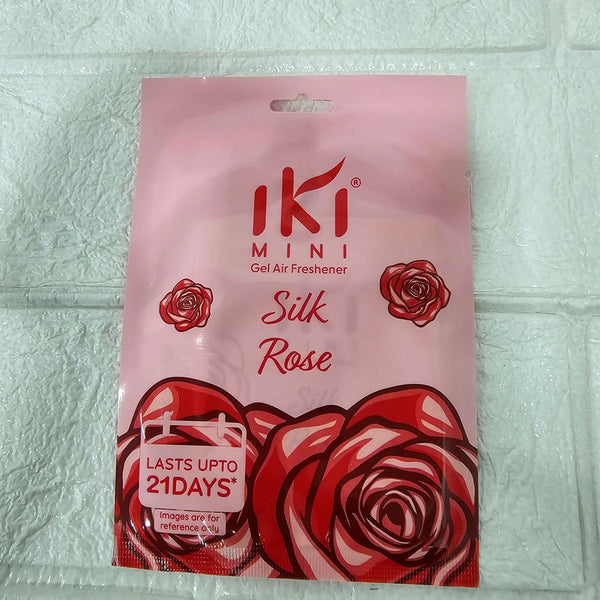 iKi®
MINI
Gel Air Freshener
Silk
Rose
LASTS UPTO
21DAYS*
Images are for
reference only